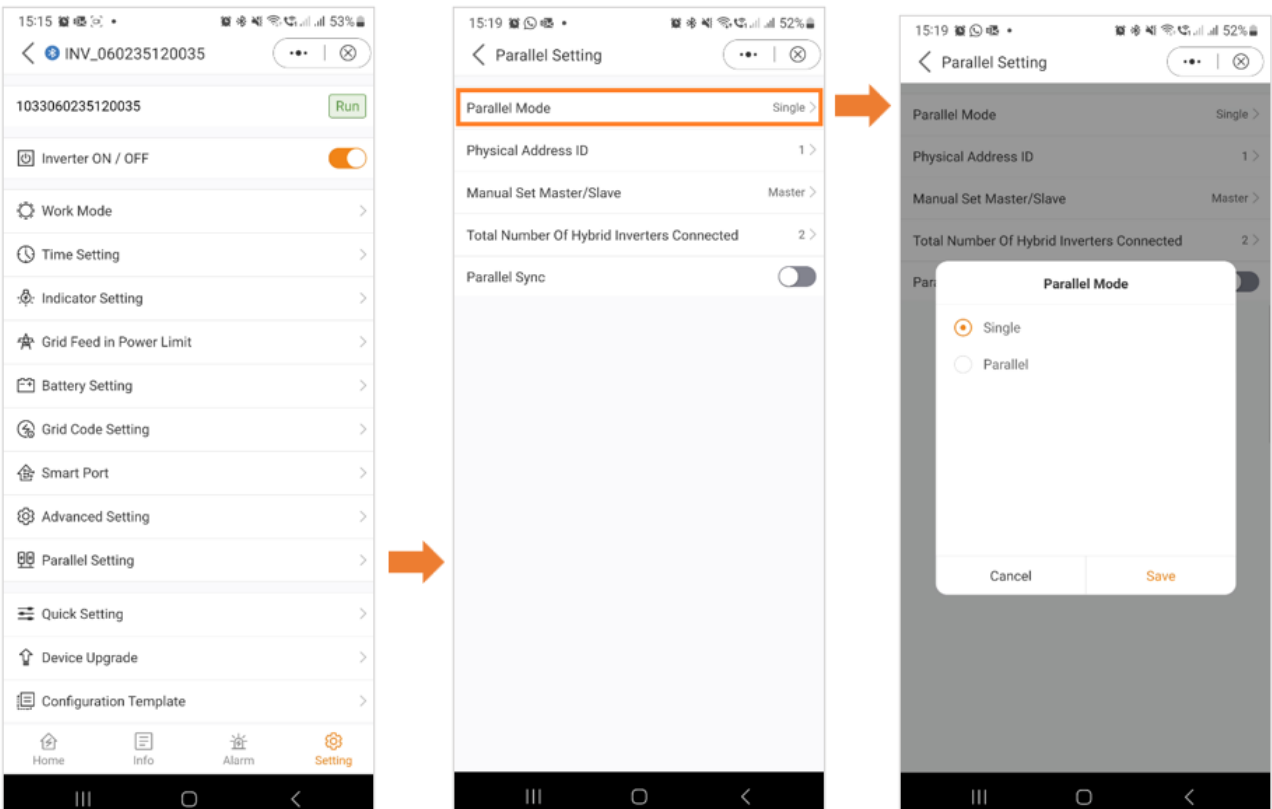 15:15 53%
INV_060235120035
1033060235120035 Run
Inverter ON / OFF
Work Mode
Time Setting
Indicator Setting
Grid Feed in Power Limit
Battery Setting
Grid Code Setting
Smart Port
Advanced Setting
Parallel Setting
Quick Setting
Device Upgrade
Configuration Template
Home Info Alarm Setting
15:19 52%
Parallel Setting
Parallel Mode Single
Physical Address ID 1
Manual Set Master/Slave Master
Total Number Of Hybrid Inverters Connected 2
Parallel Sync
15:19 52%
Parallel Setting
Parallel Mode Single
Physical Address ID 1
Manual Set Master/Slave Master
Total Number Of Hybrid Inverters Connected 2
Para
Parallel Mode
Single
Parallel
Cancel Save